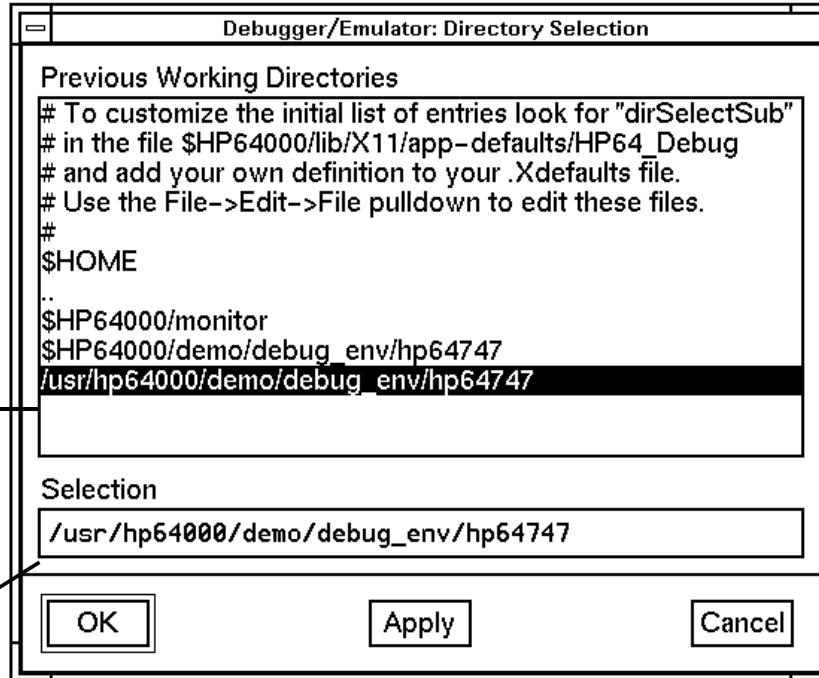 Debugger/Emulator: Directory Selection
Previous Working Directories
# To customize the initial list of entries look for "dirSelectSub"
# in the file $HP64000/lib/X11/app-defaults/HP64_Debug
# and add your own definition to your .Xdefaults file.
# Use the File->Edit->File pulldown to edit these files.
#
$HOME
..
$HP64000/monitor
$HP64000/demo/debug_env/hp64747
/usr/hp64000/demo/debug_env/hp64747
Selection
/usr/hp64000/demo/debug_env/hp64747
OK Apply Cancel